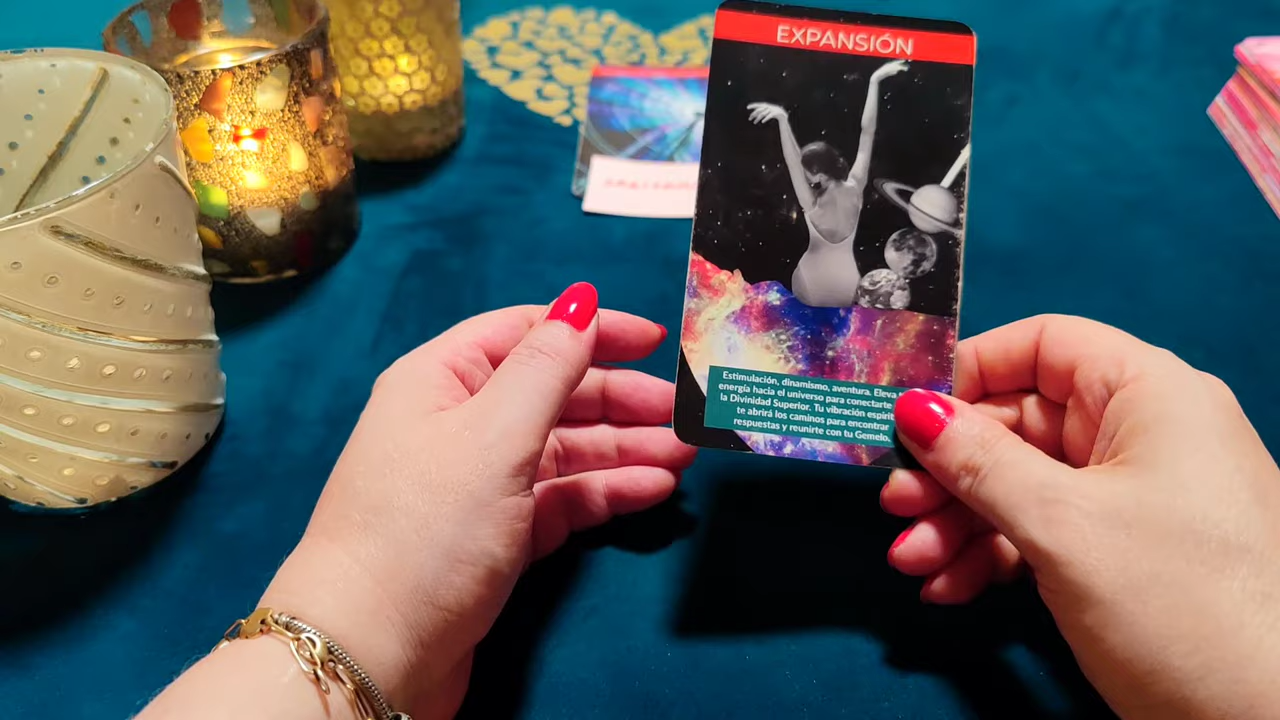 EXPANSIÓN
Estimulación, dinamismo, aventura. Eleva
energía hacia el universo para conectarte
la Divinidad Superior. Tu vibración
te abrirá los caminos para encontrar
respuestas y reunirte con tu Gemelo.